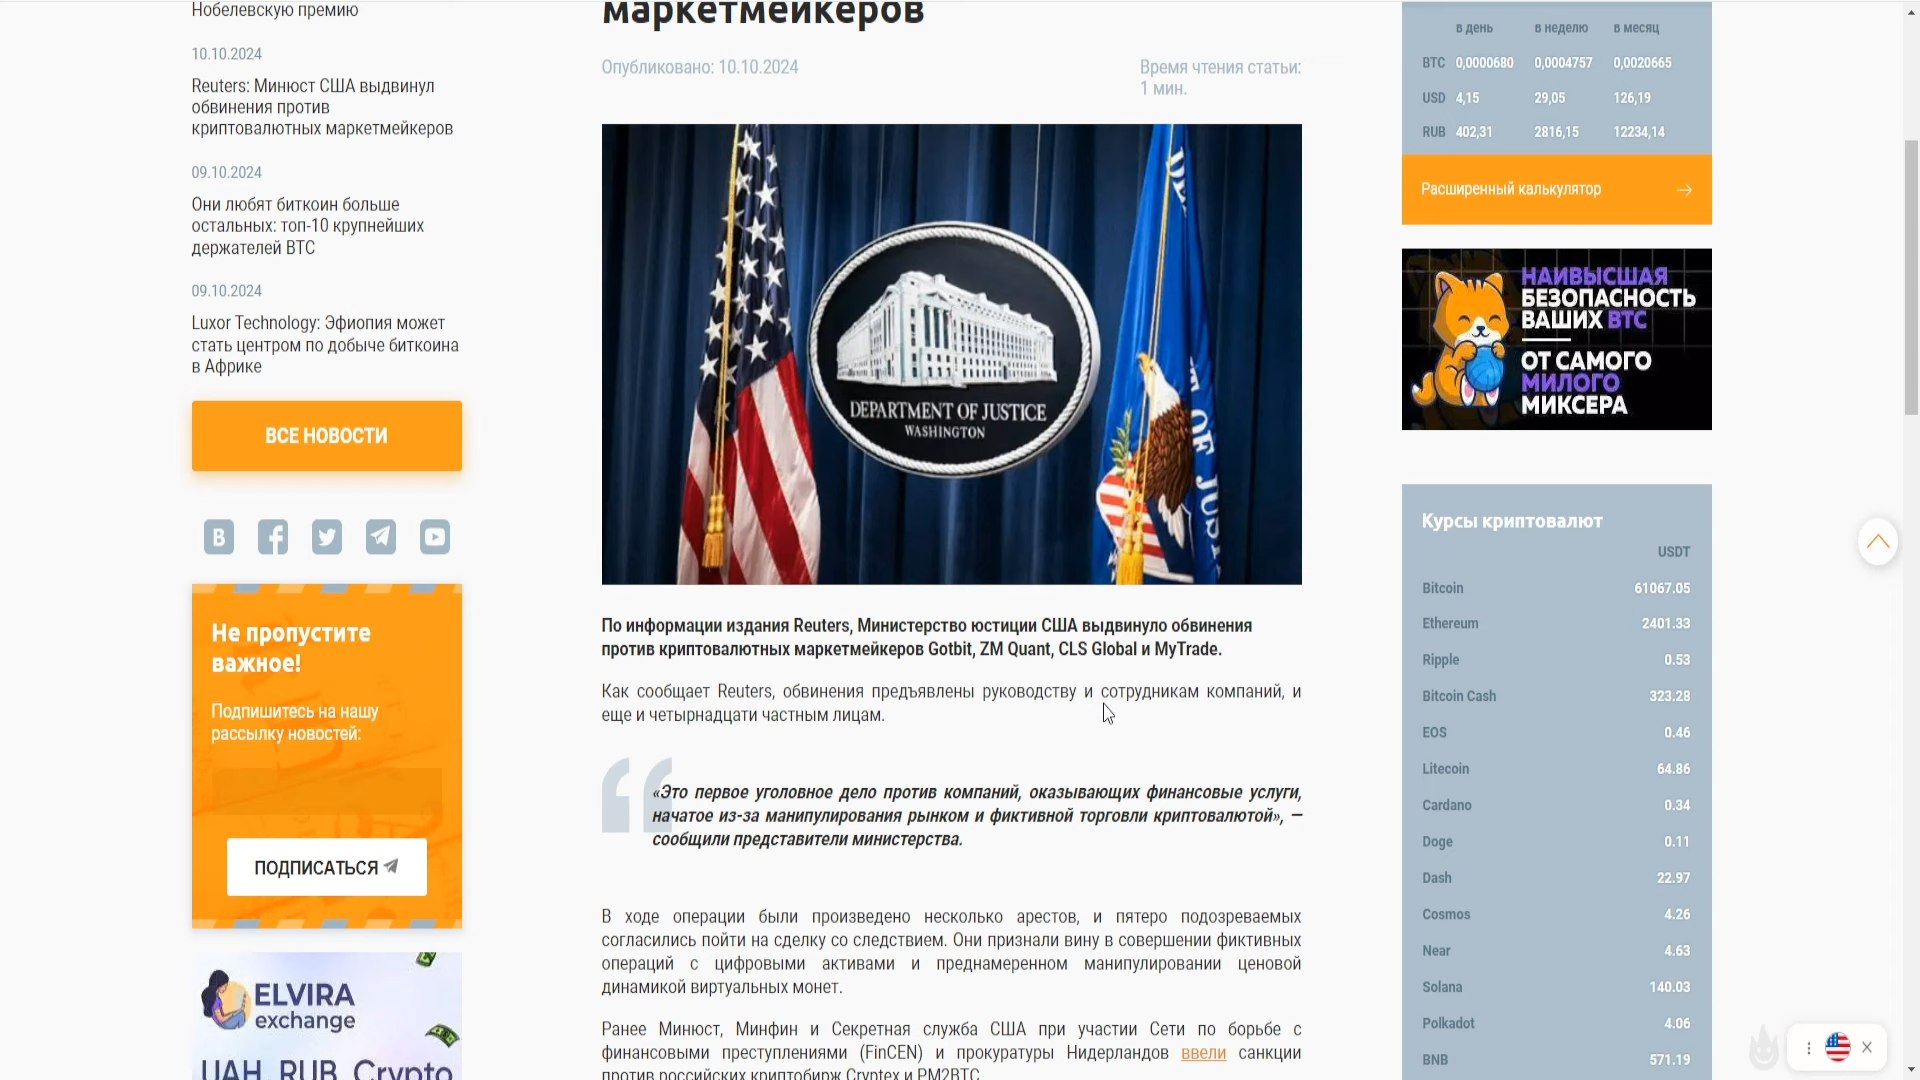 Нобелевскую премию
10.10.2024
Reuters: Минюст США выдвинул
обвинения против
криптовалютных маркетмейкеров
09.10.2024
Они любят биткоин больше
остальных: топ-10 крупнейших
держателей BTC
09.10.2024
Luxor Technology: Эфиопия может
стать центром по добыче биткоина
в Африке
ВСЕ НОВОСТИ
Не пропустите
важное!
Подпишитесь на нашу
рассылку новостей:
ПОДПИСАТЬСЯ
ELVIRA
exchange
UAH, RUB, Crypto
маркетмейкеров
Опубликовано: 10.10.2024
Время чтения статьи:
1 мин.
DEPARTMENT OF JUSTICE
WASHINGTON
По информации издания Reuters, Министерство юстиции США выдвинуло обвинения
против криптовалютных маркетмейкеров Gotbit, ZM Quant, CLS Global и MyTrade.
Как сообщает Reuters, обвинения предъявлены руководству и сотрудникам компаний, и
еще и четырнадцати частным лицам.
«Это первое уголовное дело против компаний, оказывающих финансовые услуги,
начатое из-за манипулирования рынком и фиктивной торговли криптовалютой», —
сообщили представители министерства.
В ходе операции были произведено несколько арестов, и пятеро подозреваемых
согласились пойти на сделку со следствием. Они признали вину в совершении фиктивных
операций с цифровыми активами и преднамеренном манипулировании ценовой
динамикой виртуальных монет.
Ранее Минюст, Минфин и Секретная служба США при участии Сети по борьбе с
финансовыми преступлениями (FinCEN) и прокуратуры Нидерландов ввели санкции
против российских криптобирж Cryptex и PM2BTC
в день в неделю в месяц
BTC 0,0000680 0,0004757 0,0020665
USD 4,15 29,05 126,19
RUB 402,31 2816,15 12234,14
Расширенный калькулятор
НАИВЫСШАЯ
БЕЗОПАСНОСТЬ
ВАШИХ BTC
ОТ САМОГО
МИЛОГО
МИКСЕРА
Курсы криптовалют
USDT
Bitcoin 61067.05
Ethereum 2401.33
Ripple 0.53
Bitcoin Cash 323.28
EOS 0.46
Litecoin 64.86
Cardano 0.34
Doge 0.11
Dash 22.97
Cosmos 4.26
Near 4.63
Solana 140.03
Polkadot 4.06
BNB 571.19